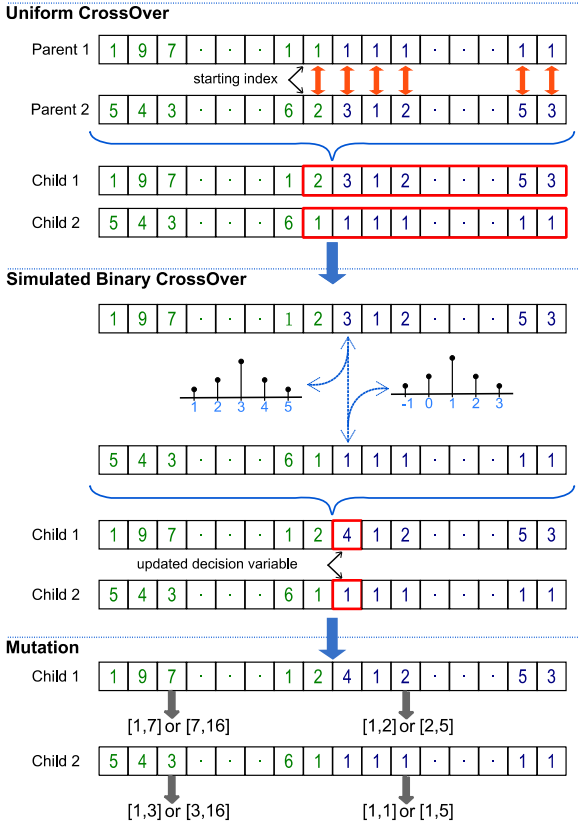 Uniform CrossOver
Parent 1 1 9 7 · · · 1 1 1 1 1 · · · 1 1
starting index
Parent 2 5 4 3 · · · 6 2 3 1 2 · · · 5 3
Child 1 1 9 7 · · · 1 2 3 1 2 · · · 5 3
Child 2 5 4 3 · · · 6 1 1 1 1 · · · 1 1
Simulated Binary CrossOver
1 9 7 · · · 1 2 3 1 2 · · · 5 3
1 2 3 4 5 -1 0 1 2 3
5 4 3 · · · 6 1 1 1 1 · · · 1 1
Child 1 1 9 7 · · · 1 2 4 1 2 · · · 5 3
updated decision variable
Child 2 5 4 3 · · · 6 1 1 1 1 · · · 1 1
Mutation
Child 1 1 9 7 · · · 1 2 4 1 2 · · · 5 3
[1,7] or [7,16] [1,2] or [2,5]
Child 2 5 4 3 · · · 6 1 1 1 1 · · · 1 1
[1,3] or [3,16] [1,1] or [1,5]